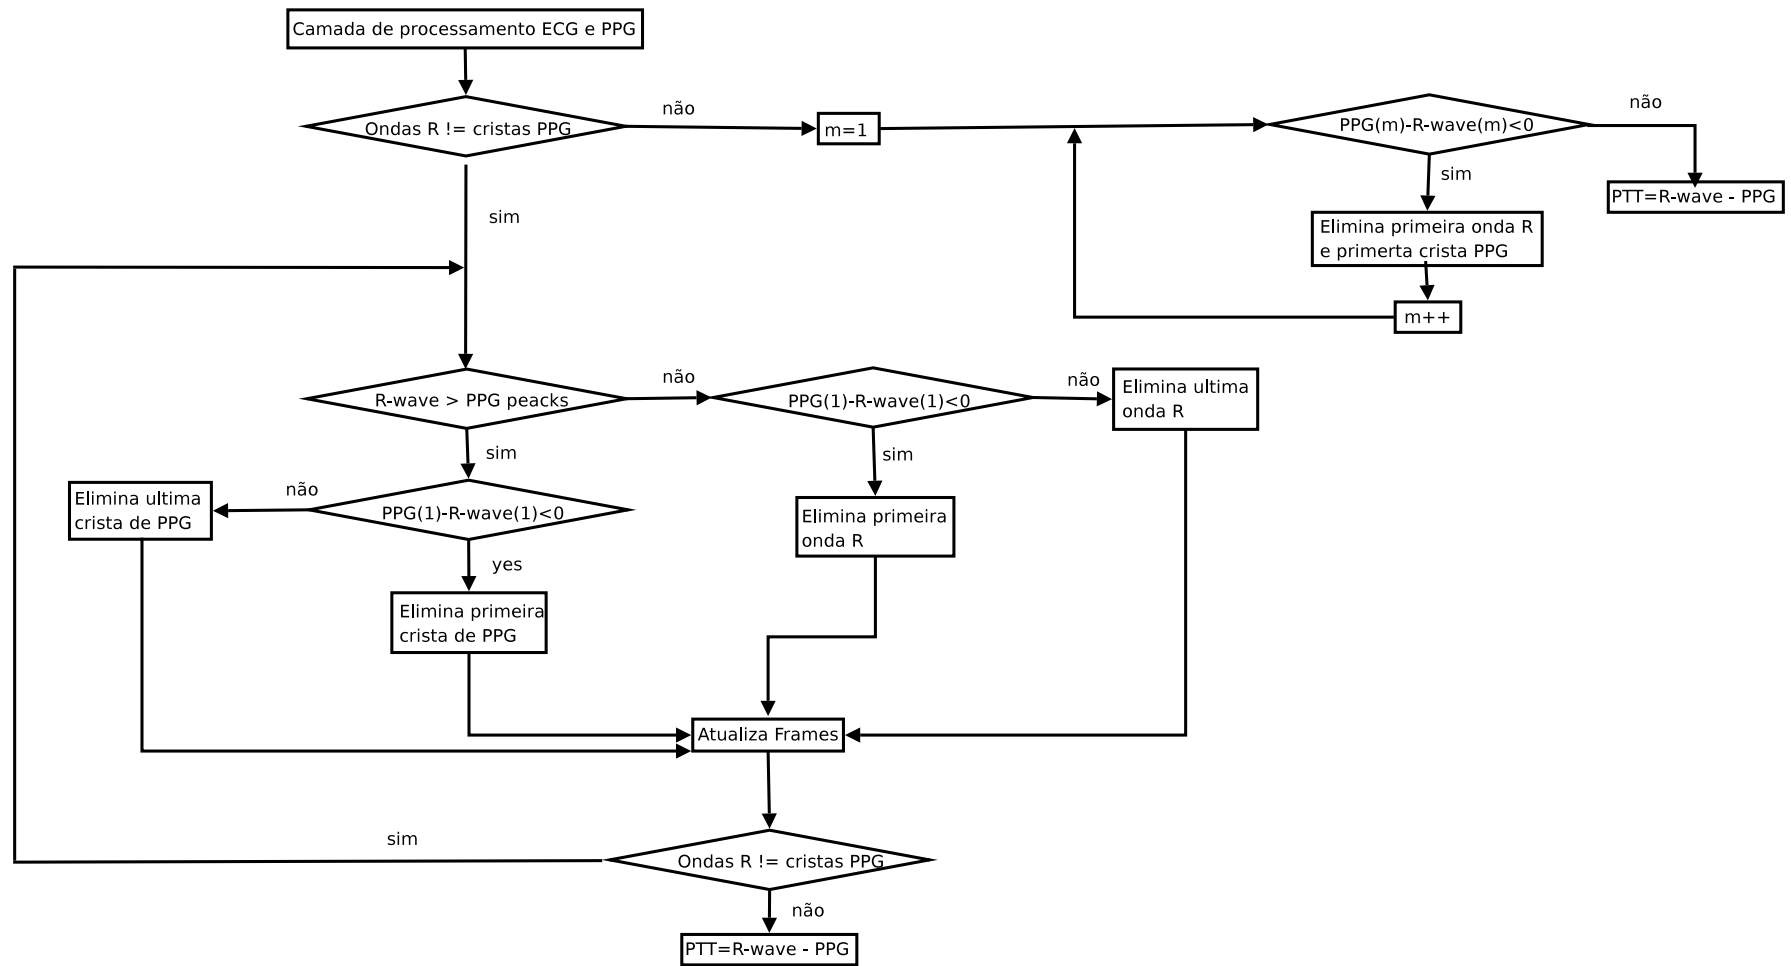 Camada de processamento ECG e PPG
Ondas R != cristas PPG
não
m=1
PPG(m)-R-wave(m)<0
não
PTT=R-wave - PPG
sim
Elimina primeira onda R
e primerta crista PPG
m++
sim
R-wave > PPG peacks
não
PPG(1)-R-wave(1)<0
não
Elimina ultima
onda R
sim
sim
PPG(1)-R-wave(1)<0
não
Elimina ultima
crista de PPG
Elimina primeira
onda R
yes
Elimina primeira
crista de PPG
Atualiza Frames
sim
Ondas R != cristas PPG
não
PTT=R-wave - PPG